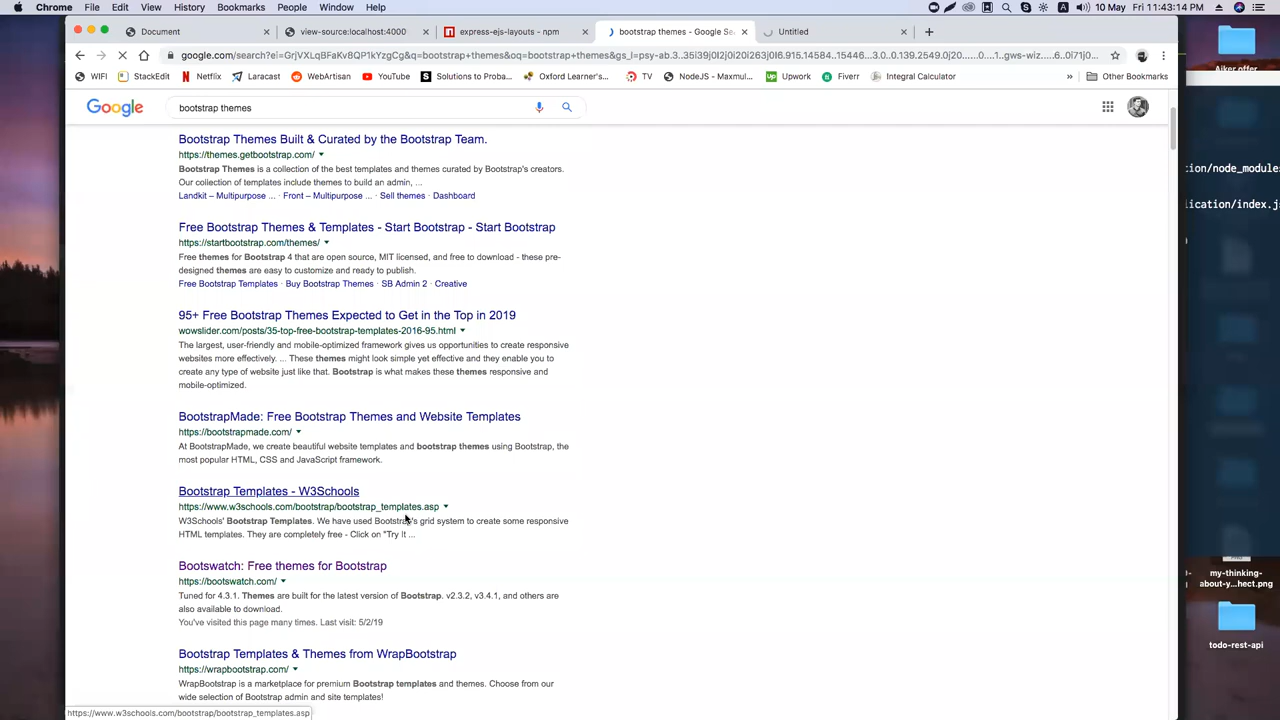 Chrome File Edit View History Bookmarks People Window Help
10 May Fri 11:43:14 PM
Document
view-source:localhost:4000
express-ejs-layouts - npm
bootstrap themes - Google Se
Untitled
WIFI StackEdit Netflix Laracast WebArtisan YouTube Solutions to Proba... Oxford Learner's... TV NodeJS - Maxmul... Upwork Fiverr Integral Calculator » Other Bookmarks
Google
bootstrap themes
Bootstrap Themes Built & Curated by the Bootstrap Team.
https://themes.getbootstrap.com/
Bootstrap Themes is a collection of the best templates and themes curated by Bootstrap's creators.
Our collection of templates include themes to build an admin, ...
Landkit – Multipurpose ... · Front – Multipurpose ... · Sell themes · Dashboard
Free Bootstrap Themes & Templates - Start Bootstrap - Start Bootstrap
https://startbootstrap.com/themes/
Free themes for Bootstrap 4 that are open source, MIT licensed, and free to download - these pre-
designed themes are easy to customize and ready to publish.
Free Bootstrap Templates · Buy Bootstrap Themes · SB Admin 2 · Creative
95+ Free Bootstrap Themes Expected to Get in the Top in 2019
wowslider.com/posts/35-top-free-bootstrap-templates-2016-95.html
The largest, user-friendly and mobile-optimized framework gives us opportunities to create responsive
websites more effectively. ... These themes might look simple yet effective and they enable you to
create any type of website just like that. Bootstrap is what makes these themes responsive and
mobile-optimized.
BootstrapMade: Free Bootstrap Themes and Website Templates
https://bootstrapmade.com/
At BootstrapMade, we create beautiful website templates and bootstrap themes using Bootstrap, the
most popular HTML, CSS and JavaScript framework.
Bootstrap Templates - W3Schools
https://www.w3schools.com/bootstrap/bootstrap_templates.asp
W3Schools' Bootstrap Templates. We have used Bootstrap's grid system to create some responsive
HTML templates. They are completely free - Click on "Try It ...
Bootswatch: Free themes for Bootstrap
https://bootswatch.com/
Tuned for 4.3.1. Themes are built for the latest version of Bootstrap. v2.3.2, v3.4.1, and others are
also available to download.
You've visited this page many times. Last visit: 5/2/19
Bootstrap Templates & Themes from WrapBootstrap
https://wrapbootstrap.com/
WrapBootstrap is a marketplace for premium Bootstrap templates and themes. Choose from our
wide selection of Bootstrap admin and site templates!
https://www.w3schools.com/bootstrap/bootstrap_templates.asp
tion/node_modules
ication/index.js
my-thinking-
about-y...hect.png
todo-rest-api